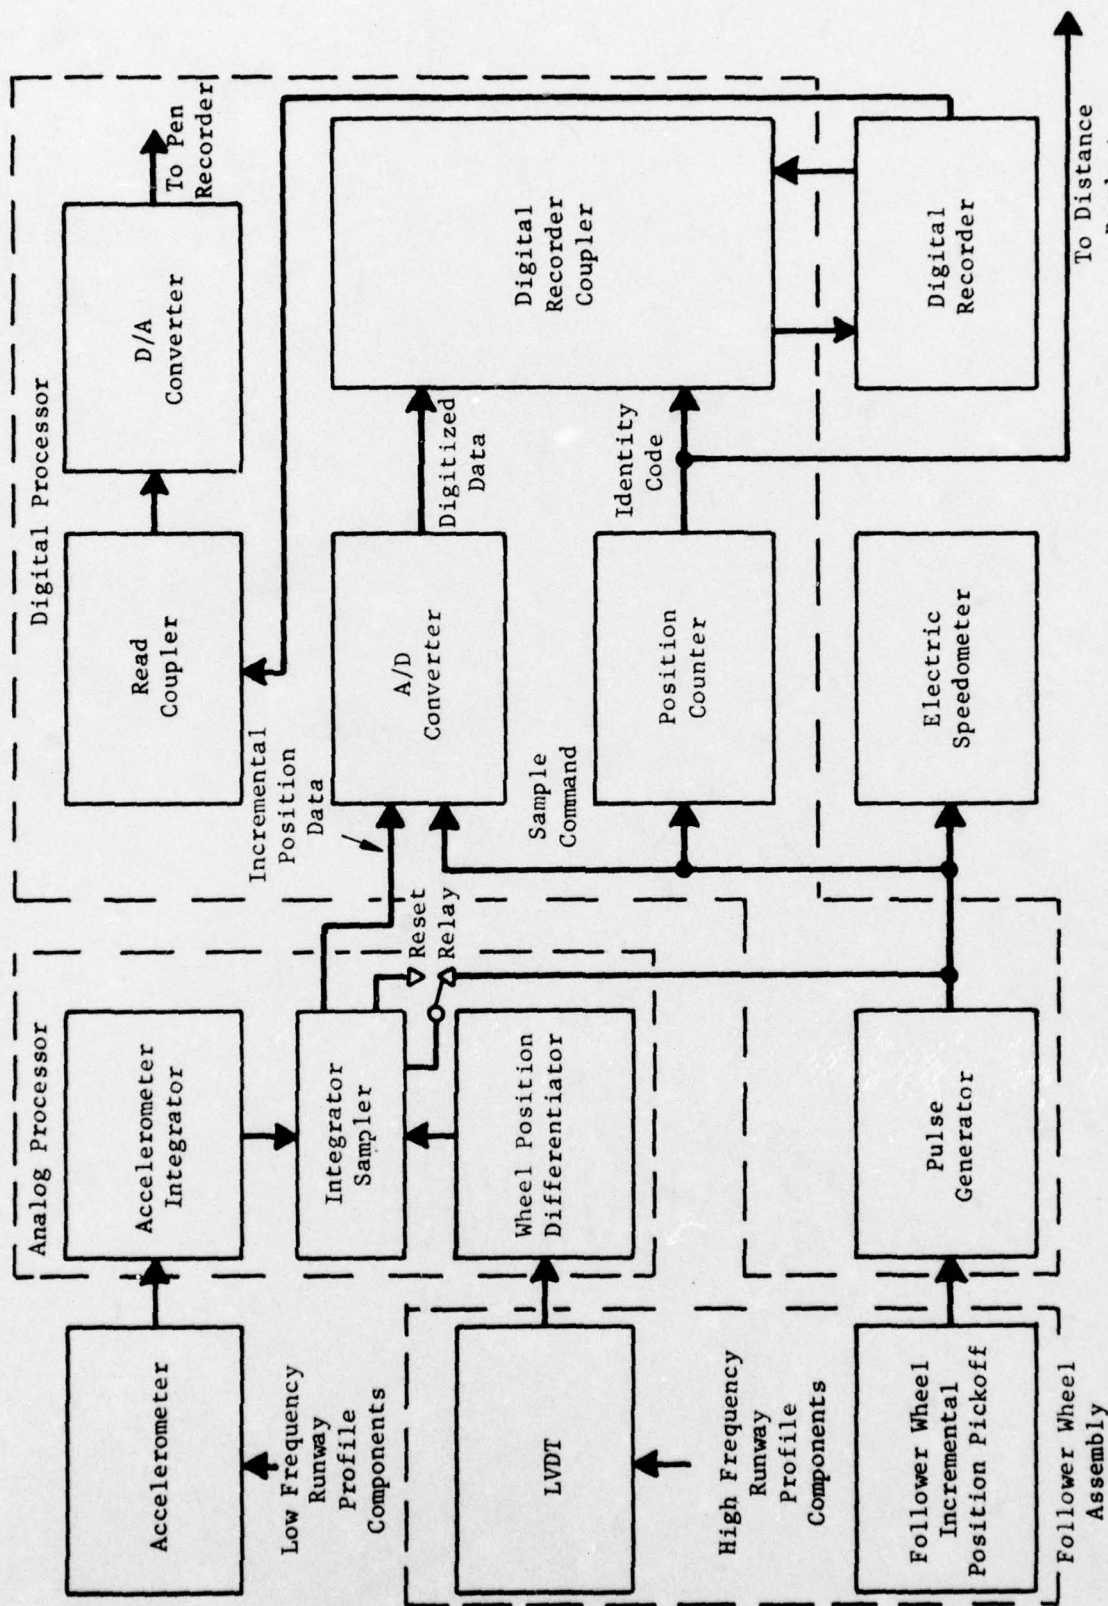 Accelerometer
Low Frequency
Runway
Profile
Components
LVDT
High Frequency
Runway
Profile
Components
Follower Wheel
Incremental
Position Pickoff
Follower Wheel
Assembly
Analog Processor
Accelerometer
Integrator
Integrator
Sampler
Wheel Position
Differentiator
Reset
Relay
Pulse
Generator
Digital Processor
Read
Coupler
D/A
Converter
To Pen
Recorder
Incremental
Position
Data
A/D
Converter
Digitized
Data
Sample
Command
Position
Counter
Identity
Code
Digital
Recorder
Coupler
Electric
Speedometer
Digital
Recorder
To Distance